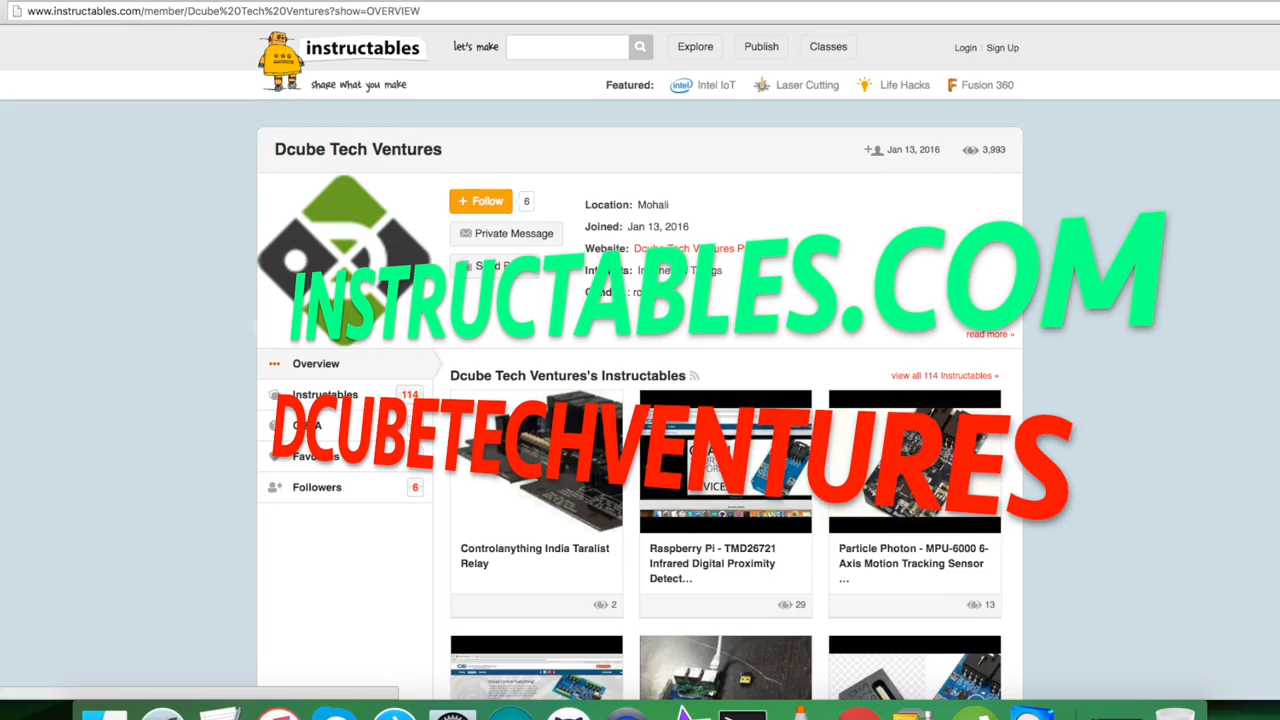 www.instructables.com/member/Dcube%20Tech%20Ventures?show=OVERVIEW
instructables
share what you make
let's make
Explore
Publish
Classes
Login
Sign Up
Featured:
intel
Intel IoT
Laser Cutting
Life Hacks
Fusion 360
Dcube Tech Ventures
Jan 13, 2016
3,993
+ Follow
6
Private Message
Location: Mohali
Joined: Jan 13, 2016
Website: Dcube Tech Ventures P
INSTRUCTABLES.COM
read more »
Overview
Instructables
114
Followers
6
Dcube Tech Ventures's Instructables
view all 114 Instructables »
DCUBETECHVENTURES
Controlanything India Taralist
Relay
2
Raspberry Pi - TMD26721
Infrared Digital Proximity
Detect...
29
Particle Photon - MPU-6000 6-
Axis Motion Tracking Sensor
...
13